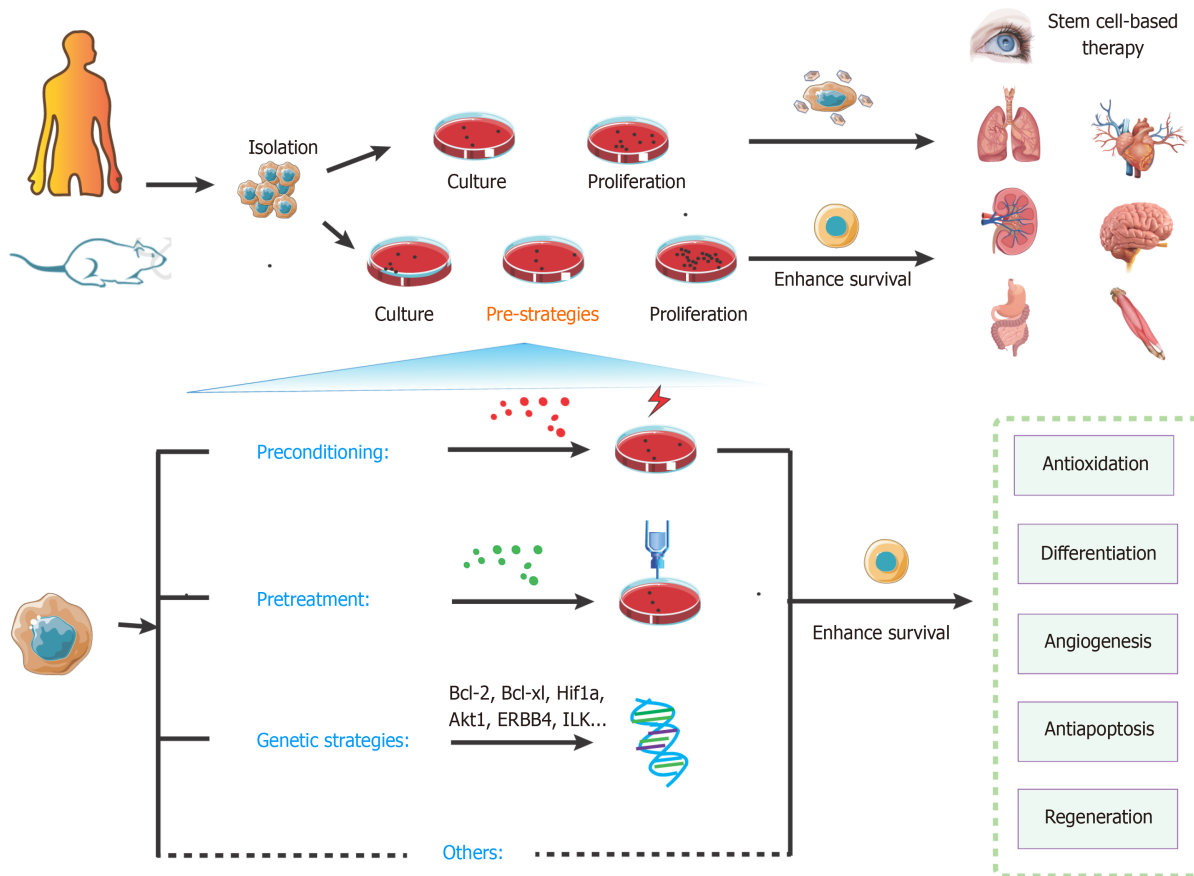 Stem cell-based
therapy
Isolation
Culture
Proliferation
Enhance survival
Culture
Pre-strategies
Proliferation
Preconditioning:
Antioxidation
Differentiation
Pretreatment:
Enhance survival
Angiogenesis
Bcl-2, Bcl-xl, Hif1a,
Akt1, ERBB4, ILK...
Genetic strategies:
Antiapoptosis
Regeneration
Others: